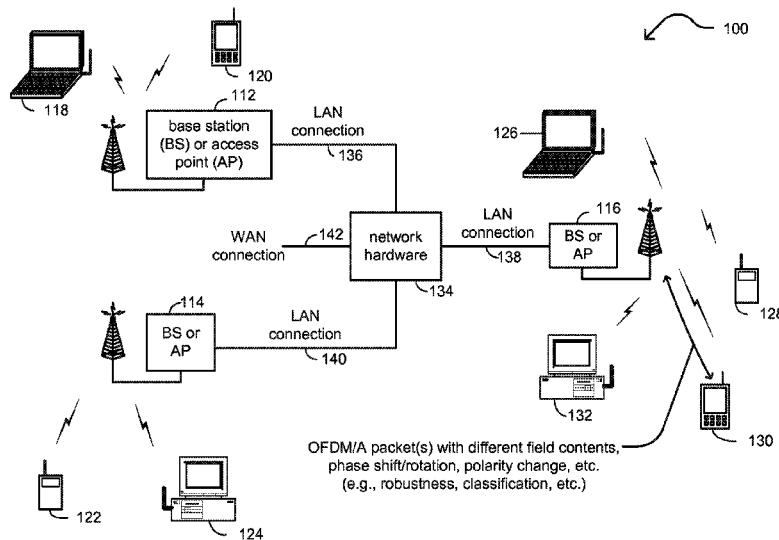 100
118
120
112
base station
(BS) or access
point (AP)
LAN
connection
136
126
WAN
connection
142
network
hardware
134
LAN
connection
138
116
BS or
AP
128
114
BS or
AP
LAN
connection
140
132
130
OFDM/A packet(s) with different field contents,
phase shift/rotation, polarity change, etc.
(e.g., robustness, classification, etc.)
122
124